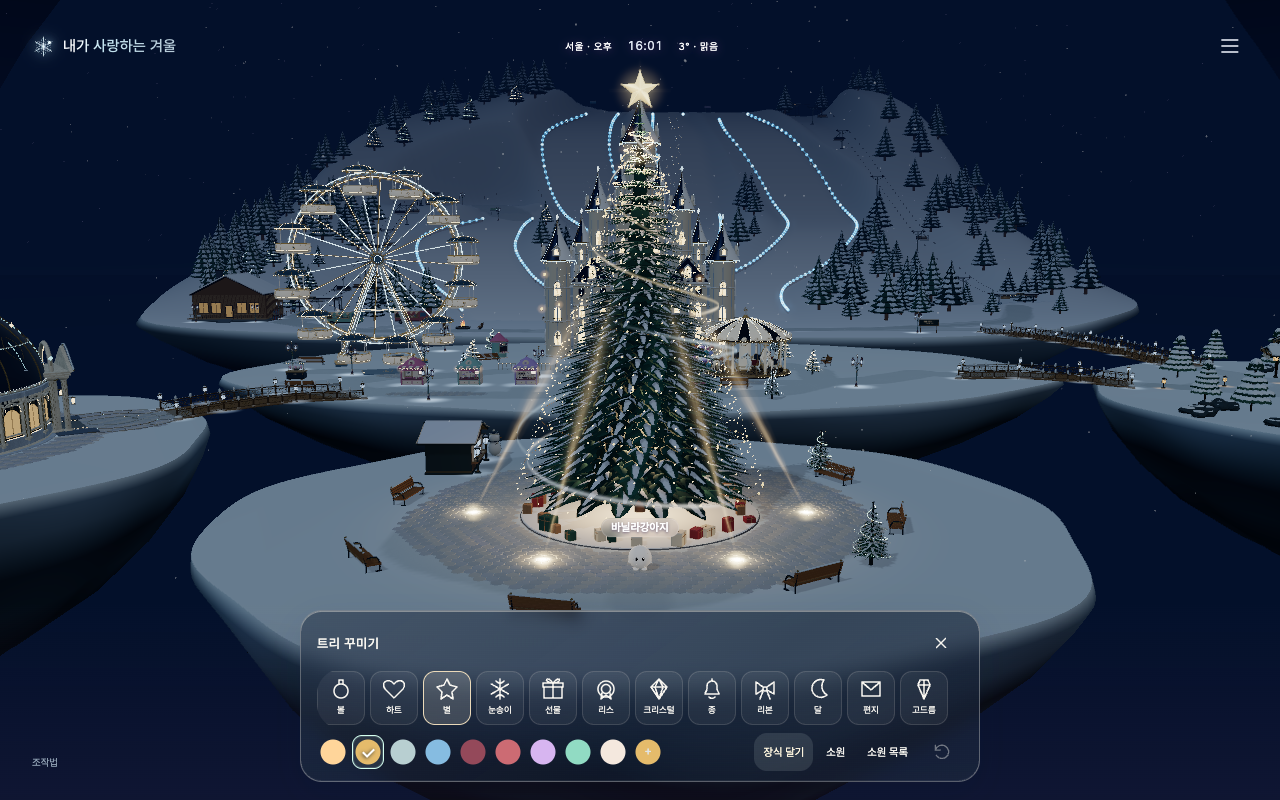 내가 사랑하는 겨울
서울 · 오후 16:01 3° · 맑음
바닐라강아지
트리 꾸미기
볼 하트 별 눈송이 선물 리스 크리스털 종 리본 달 편지 고드름
장식 달기 소원 소원 목록
조작법